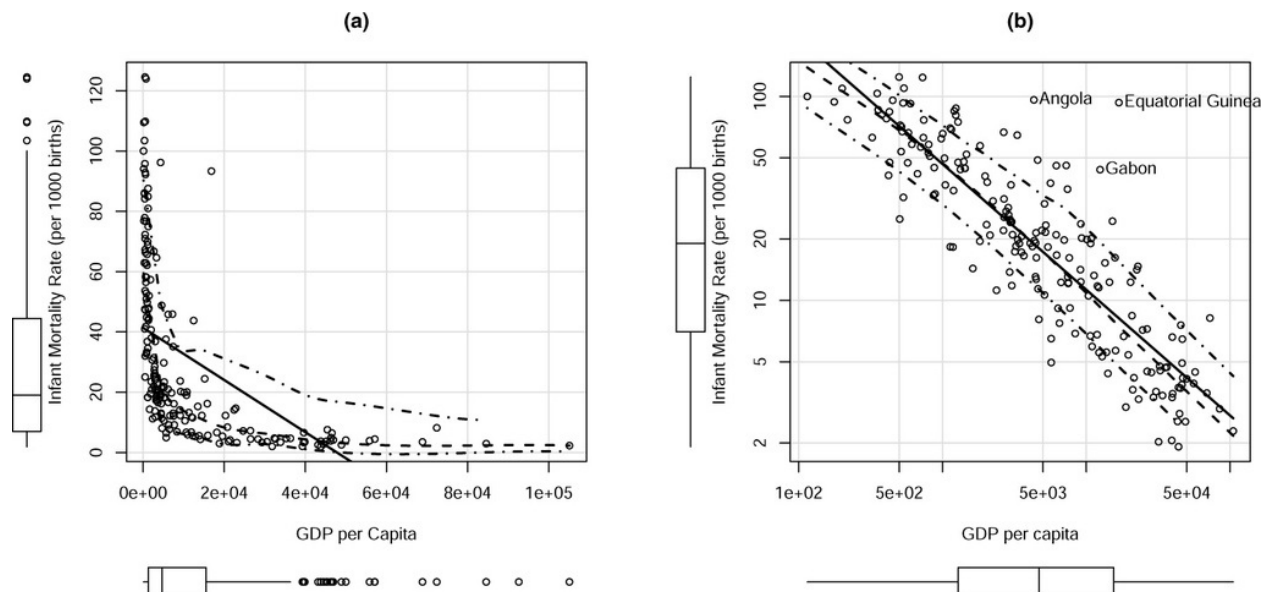 (a)
Infant Mortality Rate (per 1000 births)
120
100
80
60
40
20
0
0e+00 2e+04 4e+04 6e+04 8e+04 1e+05
GDP per Capita
(b)
Infant Mortality Rate (per 1000 births)
100
50
20
10
5
2
Angola
Equatorial Guinea
Gabon
1e+02 5e+02 5e+03 5e+04
GDP per capita